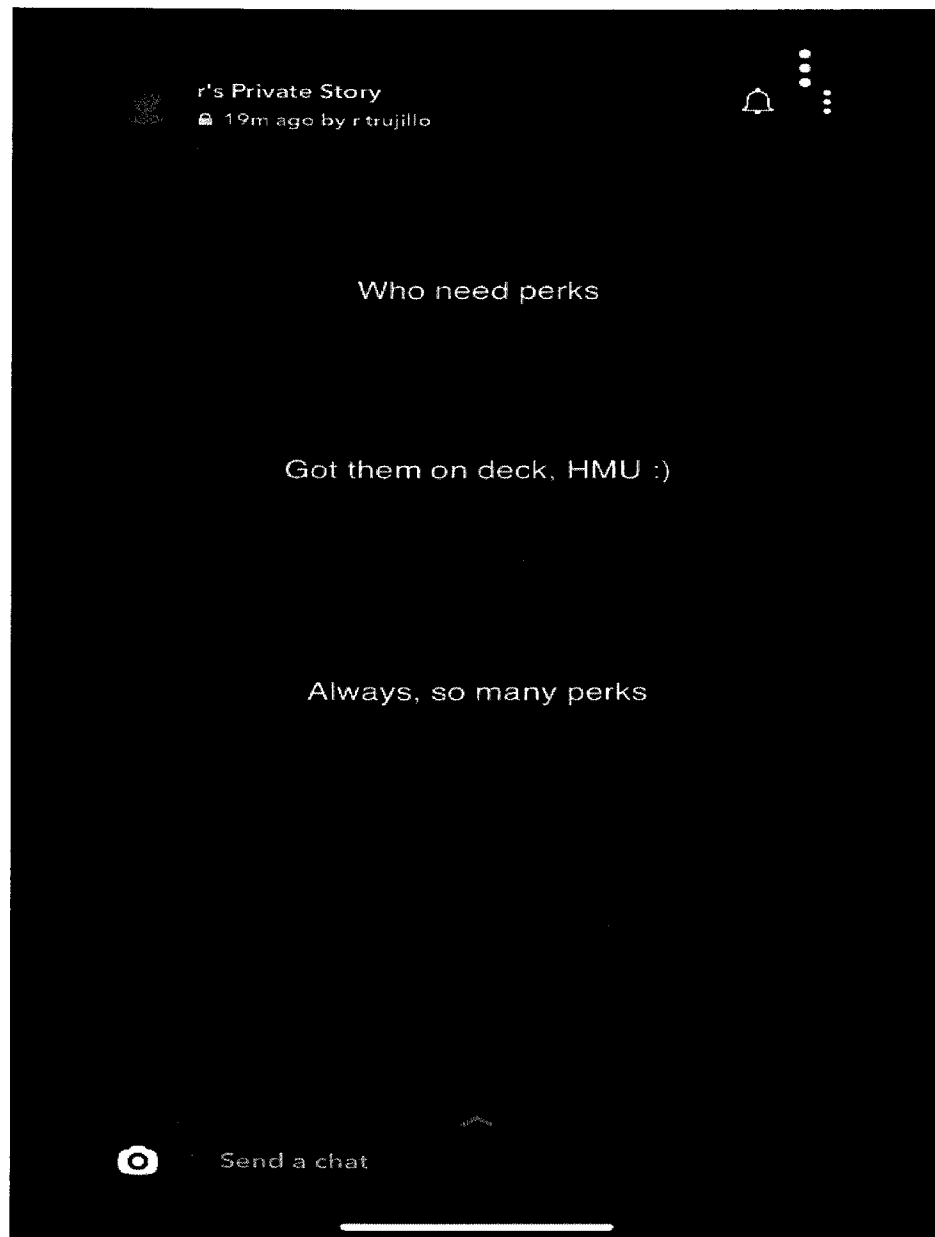 r's Private Story
19m ago by r trujillo
Who need perks
Got them on deck, HMU :)
Always, so many perks
Send a chat